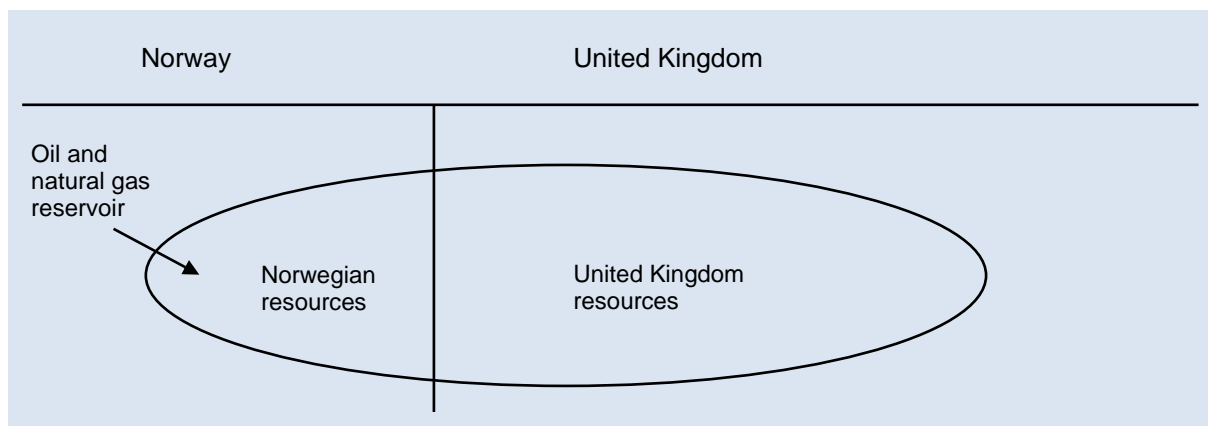 Norway
United Kingdom
Oil and
natural gas
reservoir
Norwegian
resources
United Kingdom
resources